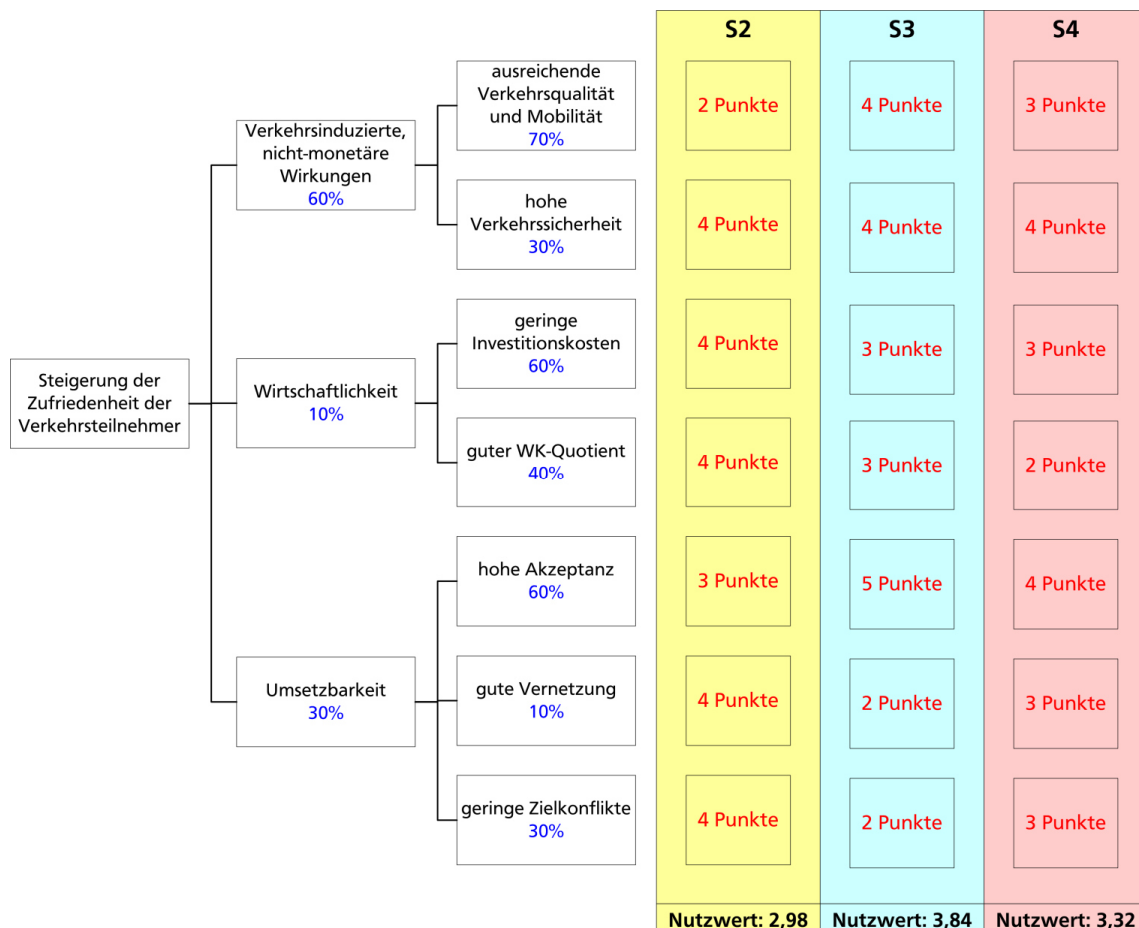 S2
S3
S4
ausreichende
Verkehrsqualität
und Mobilität
70%
2 Punkte
4 Punkte
3 Punkte
Verkehrsinduzierte,
nicht-monetäre
Wirkungen
60%
hohe
Verkehrssicherheit
30%
4 Punkte
4 Punkte
4 Punkte
geringe
Investitionskosten
60%
4 Punkte
3 Punkte
3 Punkte
Steigerung der
Zufriedenheit der
Verkehrsteilnehmer
Wirtschaftlichkeit
10%
guter WK-Quotient
40%
4 Punkte
3 Punkte
2 Punkte
hohe Akzeptanz
60%
3 Punkte
5 Punkte
4 Punkte
Umsetzbarkeit
30%
gute Vernetzung
10%
4 Punkte
2 Punkte
3 Punkte
geringe Zielkonflikte
30%
4 Punkte
2 Punkte
3 Punkte
Nutzwert: 2,98
Nutzwert: 3,84
Nutzwert: 3,32